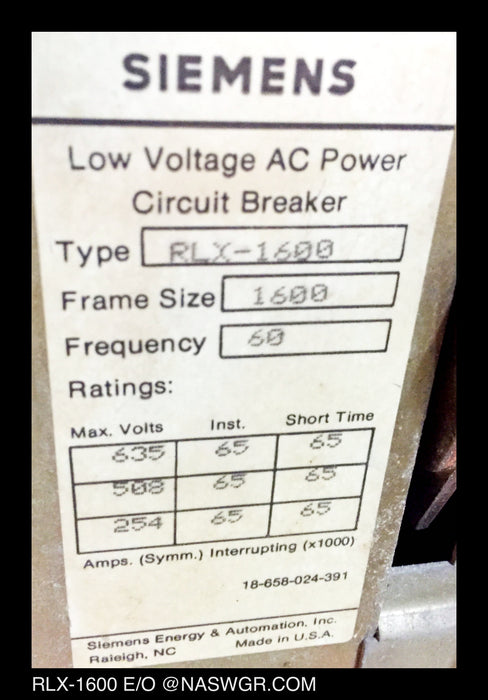 SIEMENS
Low Voltage AC Power
Circuit Breaker
Type RLX-1600
Frame Size 1600
Frequency 60
Ratings:
Max. Volts Inst. Short Time
635 65 65
508 65 65
254 65 65
Amps. (Symm.) Interrupting (x1000)
18-658-024-391
Siemens Energy & Automation, Inc.
Raleigh, NC Made in U.S.A.
RLX-1600 E/O @NASWGR.COM